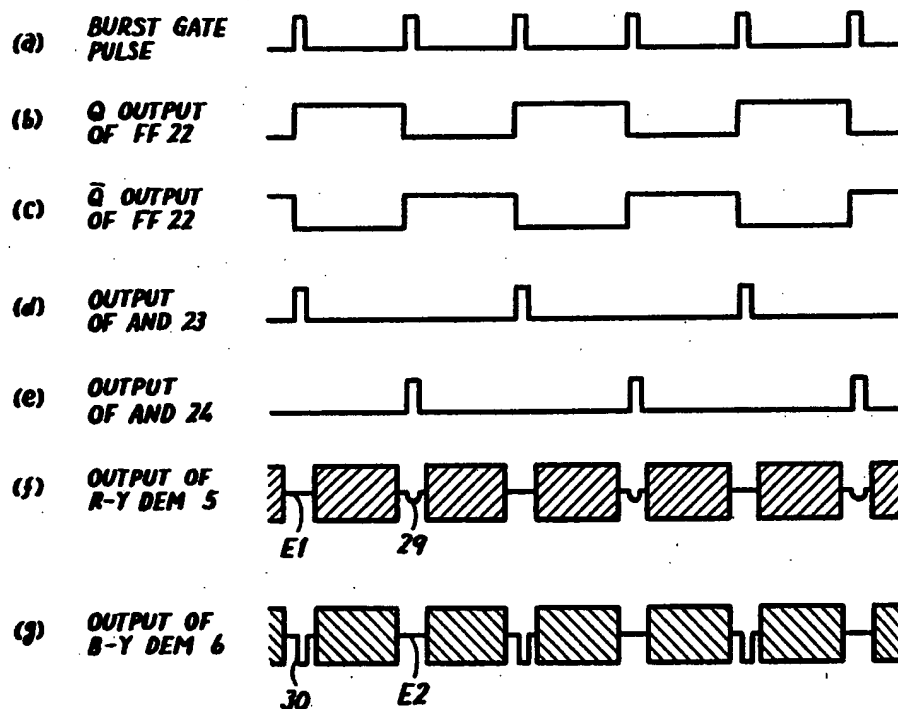 (a) BURST GATE
PULSE
(b) Q OUTPUT
OF FF 22
(c) Q̄ OUTPUT
OF FF 22
(d) OUTPUT
OF AND 23
(e) OUTPUT
OF AND 24
(f) OUTPUT OF
R-Y DEM 5
E1 29
(g) OUTPUT OF
B-Y DEM 6
30 E2